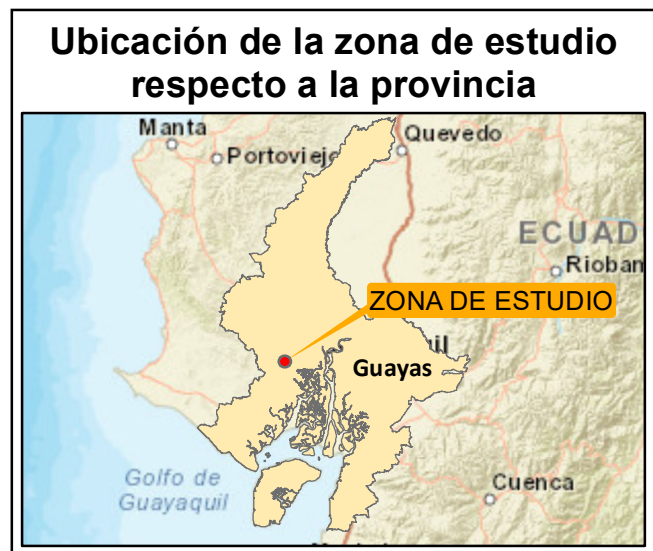 Ubicación de la zona de estudio
respecto a la provincia
Manta
Portoviejo
Quevedo
ECUAD
Rioban
ZONA DE ESTUDIO
uil
Guayas
Golfo de
Guayaquil
Cuenca